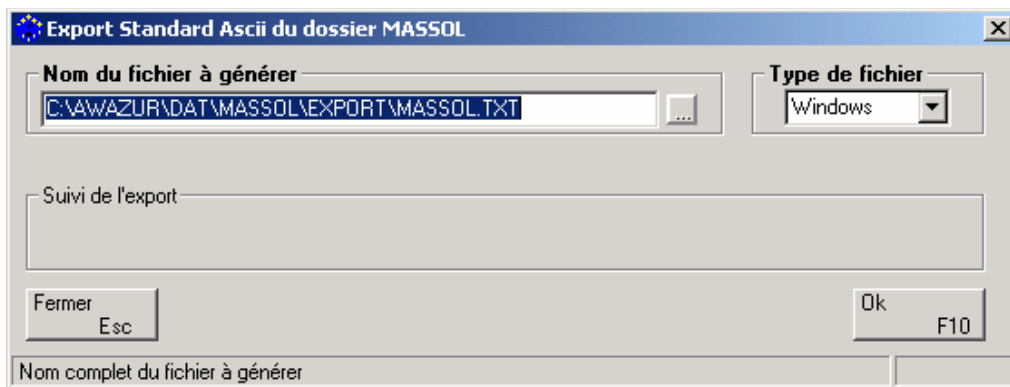 Export Standard Ascii du dossier MASSOL
Nom du fichier à générer
Type de fichier
C:\AWAZUR\DAT\MASSOL\EXPORT\MASSOL.TXT
...
Windows
Suivi de l'export
Fermer
Esc
Ok
F10
Nom complet du fichier à générer